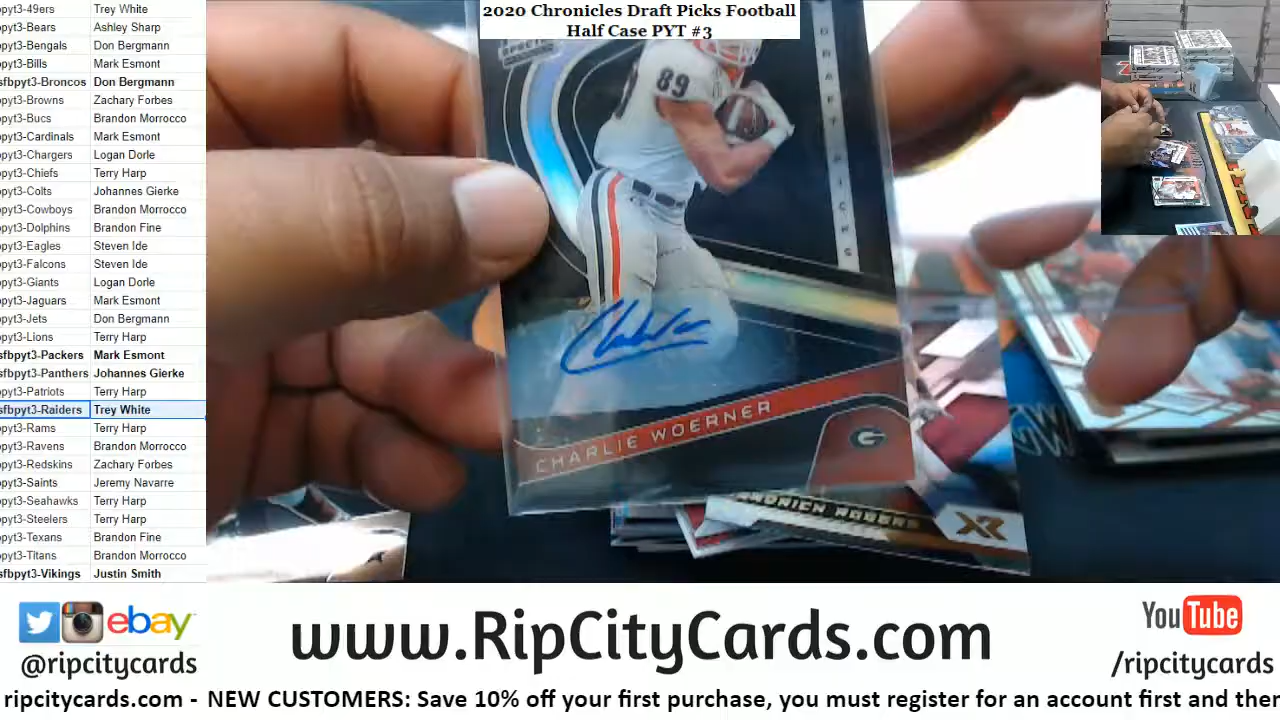 2020 Chronicles Draft Picks Football
Half Case PYT #3
pyt3-49ers Trey White
pyt3-Bears Ashley Sharp
pyt3-Bengals Don Bergmann
pyt3-Bills Mark Esmont
sfbpyt3-Broncos Don Bergmann
pyt3-Browns Zachary Forbes
pyt3-Bucs Brandon Morrocco
pyt3-Cardinals Mark Esmont
pyt3-Chargers Logan Dorle
pyt3-Chiefs Terry Harp
pyt3-Colts Johannes Gierke
pyt3-Cowboys Brandon Morrocco
pyt3-Dolphins Brandon Fine
pyt3-Eagles Steven Ide
pyt3-Falcons Steven Ide
pyt3-Giants Logan Dorle
pyt3-Jaguars Mark Esmont
pyt3-Jets Don Bergmann
pyt3-Lions Terry Harp
sfbpyt3-Packers Mark Esmont
sfbpyt3-Panthers Johannes Gierke
pyt3-Patriots Terry Harp
sfbpyt3-Raiders Trey White
pyt3-Rams Terry Harp
pyt3-Ravens Brandon Morrocco
pyt3-Redskins Zachary Forbes
pyt3-Saints Jeremy Navarre
pyt3-Seahawks Terry Harp
pyt3-Steelers Terry Harp
pyt3-Texans Brandon Fine
pyt3-Titans Brandon Morrocco
sfbpyt3-Vikings Justin Smith
89
DRAFT PICKS
CHARLIE WOERNER
G
XR
ebay
@ripcitycards
www.RipCityCards.com
YouTube
/ripcitycards
ripcitycards.com - NEW CUSTOMERS: Save 10% off your first purchase, you must register for an account first and then